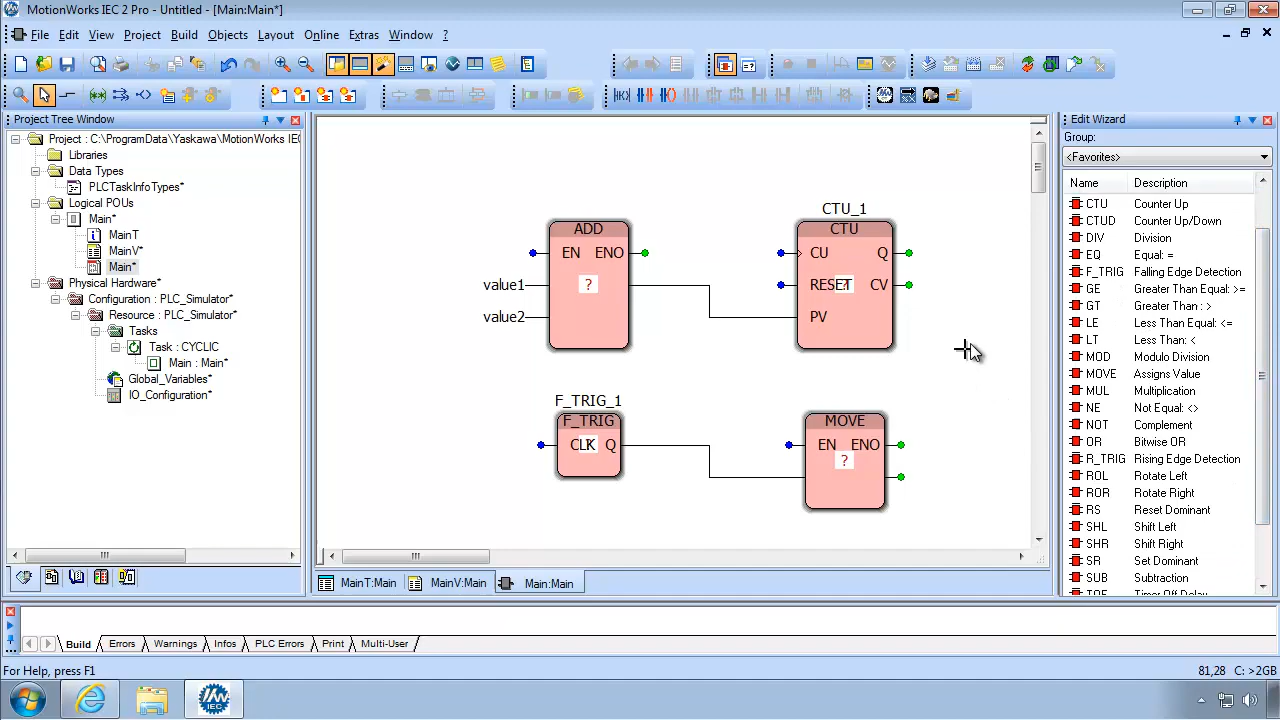 MotionWorks IEC 2 Pro - Untitled - [Main:Main*]
File Edit View Project Build Objects Layout Online Extras Window ?
Project Tree Window
Project : C:\ProgramData\Yaskawa\MotionWorks IEC
Libraries
Data Types
PLCTaskInfoTypes*
Logical POUs
Main*
MainT
MainV*
Main*
Physical Hardware*
Configuration : PLC_Simulator*
Resource : PLC_Simulator*
Tasks
Task : CYCLIC
Main : Main*
Global_Variables*
IO_Configuration*
ADD
EN ENO
value1
?
value2
CTU_1
CTU
CU Q
RESET CV
PV
F_TRIG_1
F_TRIG
CLK Q
MOVE
EN ENO
?
MainT:Main MainV:Main Main:Main
Edit Wizard
Group:
<Favorites>
Name Description
CTU Counter Up
CTUD Counter Up/Down
DIV Division
EQ Equal: =
F_TRIG Falling Edge Detection
GE Greater Than Equal: >=
GT Greater Than : >
LE Less Than Equal: <=
LT Less Than: <
MOD Modulo Division
MOVE Assigns Value
MUL Multiplication
NE Not Equal: <>
NOT Complement
OR Bitwise OR
R_TRIG Rising Edge Detection
ROL Rotate Left
ROR Rotate Right
RS Reset Dominant
SHL Shift Left
SHR Shift Right
SR Set Dominant
SUB Subtraction
TOF Timer Off Delay
Build Errors Warnings Infos PLC Errors Print Multi-User
For Help, press F1
81,28 C: >2GB
IEC